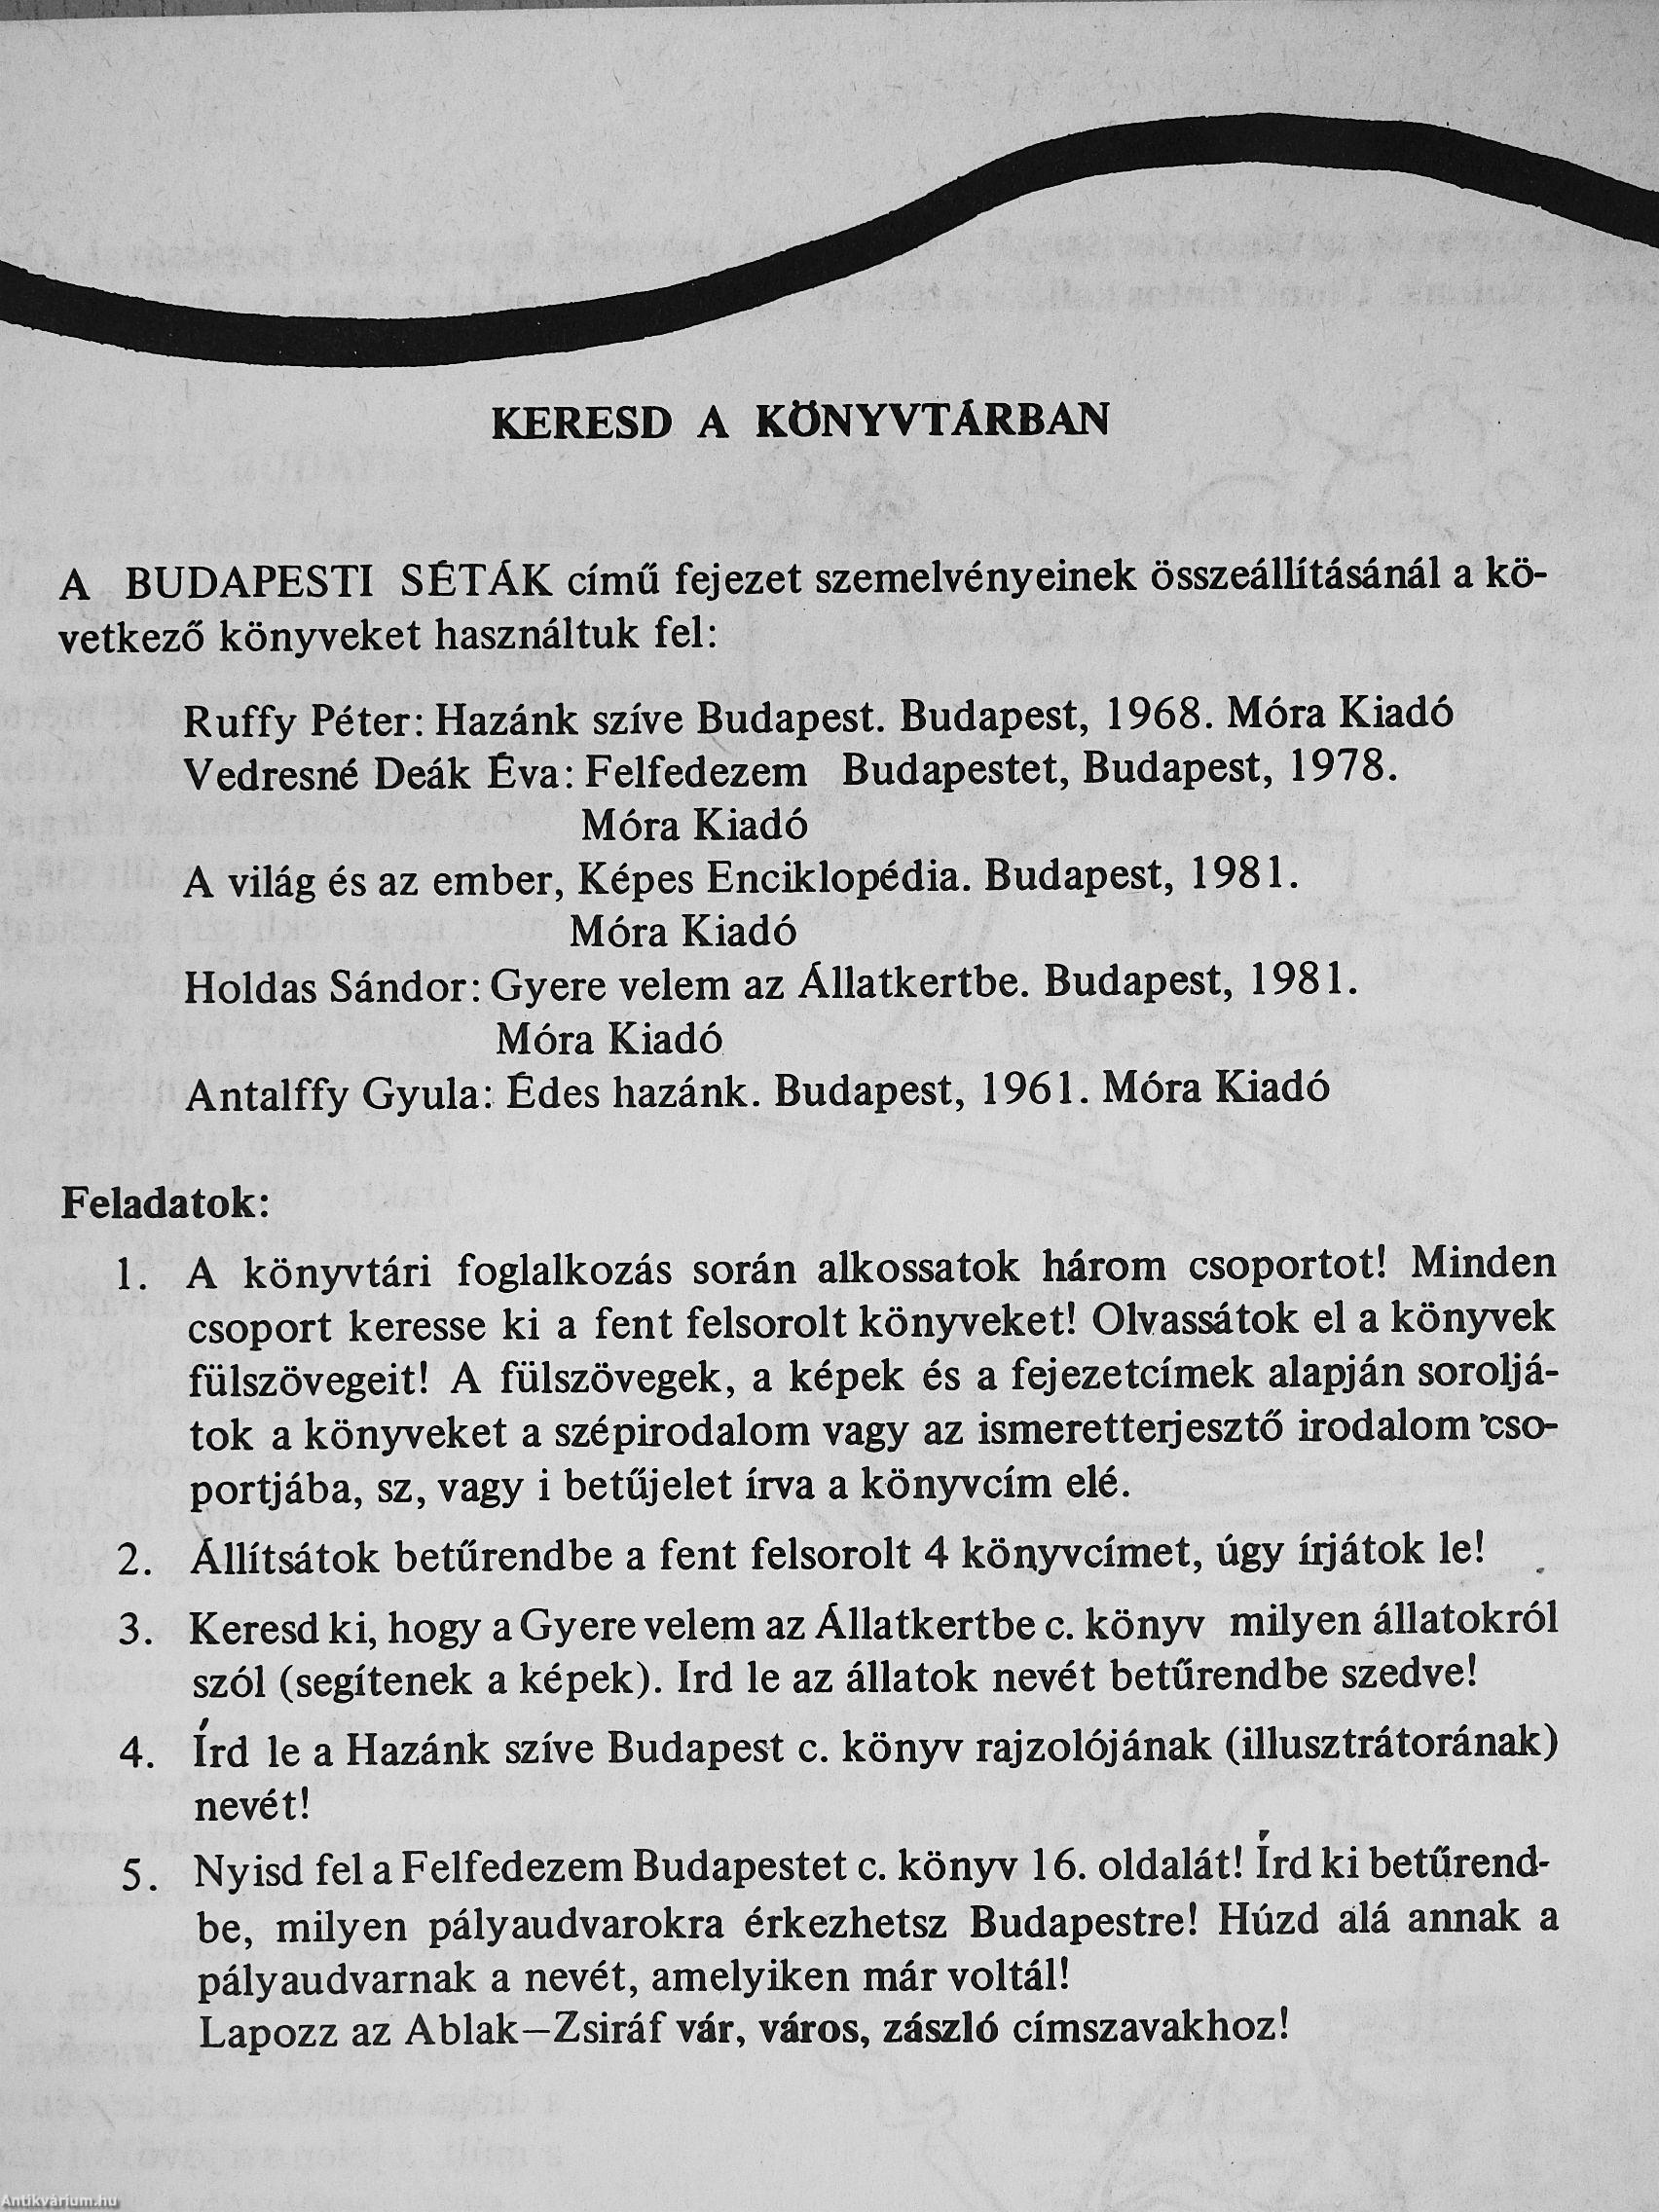 KERESD A KÖNYVTÁRBAN
A BUDAPESTI SÉTÁK című fejezet szemelvényeinek összeállításánál a kö-
vetkező könyveket használtuk fel:
Ruffy Péter: Hazánk szíve Budapest. Budapest, 1968. Móra Kiadó
Vedresné Deák Éva: Felfedezem Budapestet, Budapest, 1978.
Móra Kiadó
A világ és az ember, Képes Enciklopédia. Budapest, 1981.
Móra Kiadó
Holdas Sándor: Gyere velem az Állatkertbe. Budapest, 1981.
Móra Kiadó
Antalffy Gyula: Édes hazánk. Budapest, 1961. Móra Kiadó
Feladatok:
1. A könyvtári foglalkozás során alkossatok három csoportot! Minden
csoport keresse ki a fent felsorolt könyveket! Olvassátok el a könyvek
fülszövegeit! A fülszövegek, a képek és a fejezetcímek alapján soroljá-
tok a könyveket a szépirodalom vagy az ismeretterjesztő irodalom cso-
portjába, sz, vagy i betűjelet írva a könyvcím elé.
2. Állítsátok betűrendbe a fent felsorolt 4 könyvcímet, úgy írjátok le!
3. Keresd ki, hogy a Gyere velem az Állatkertbe c. könyv milyen állatokról
szól (segítenek a képek). Ird le az állatok nevét betűrendbe szedve!
4. Írd le a Hazánk szíve Budapest c. könyv rajzolójának (illusztrátorának)
nevét!
5. Nyisd fel a Felfedezem Budapestet c. könyv 16. oldalát! Írd ki betűrend-
be, milyen pályaudvarokra érkezhetsz Budapestre! Húzd alá annak a
pályaudvarnak a nevét, amelyiken már voltál!
Lapozz az Ablak—Zsiráf vár, város, zászló címszavakhoz!
Antikvárium.hu